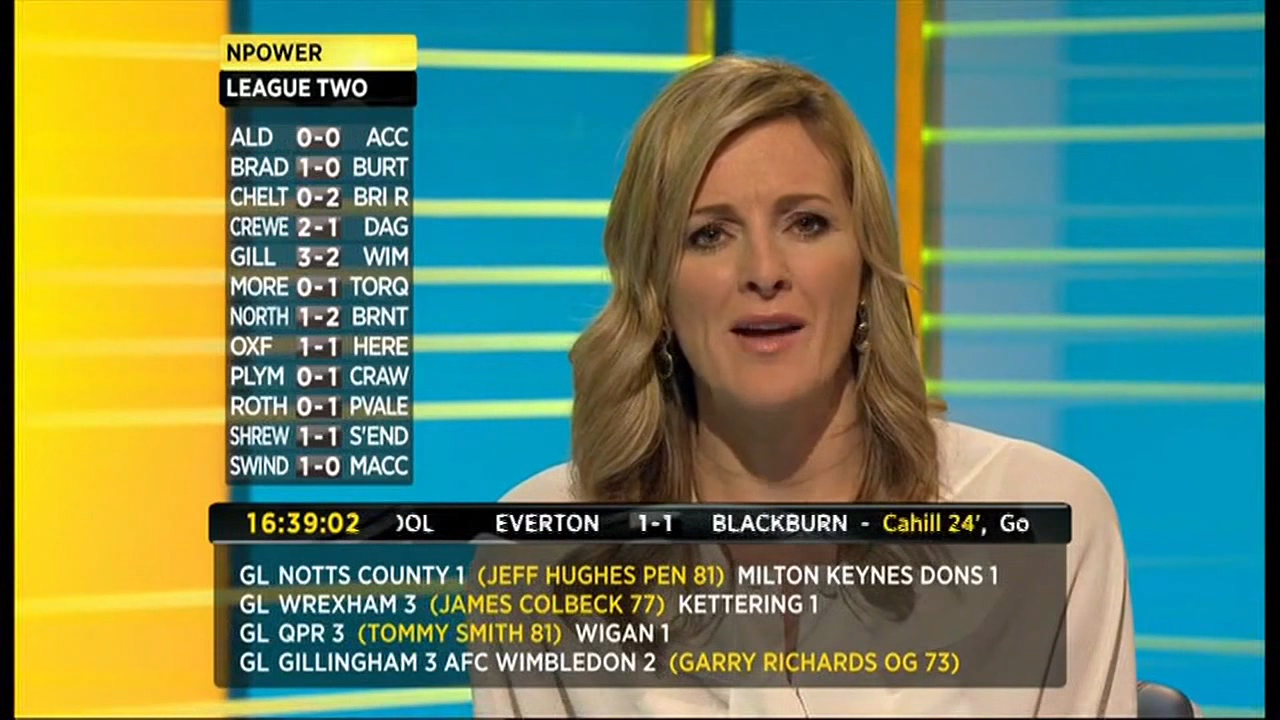 NPOWER
LEAGUE TWO
ALD 0-0 ACC
BRAD 1-0 BURT
CHELT 0-2 BRI R
CREWE 2-1 DAG
GILL 3-2 WIM
MORE 0-1 TORQ
NORTH 1-2 BRNT
OXF 1-1 HERE
PLYM 0-1 CRAW
ROTH 0-1 PVALE
SHREW 1-1 S'END
SWIND 1-0 MACC
16:39:02 OOL EVERTON 1-1 BLACKBURN - Cahill 24', Go
GL NOTTS COUNTY 1 (JEFF HUGHES PEN 81) MILTON KEYNES DONS 1
GL WREXHAM 3 (JAMES COLBECK 77) KETTERING 1
GL QPR 3 (TOMMY SMITH 81) WIGAN 1
GL GILLINGHAM 3 AFC WIMBLEDON 2 (GARRY RICHARDS OG 73)